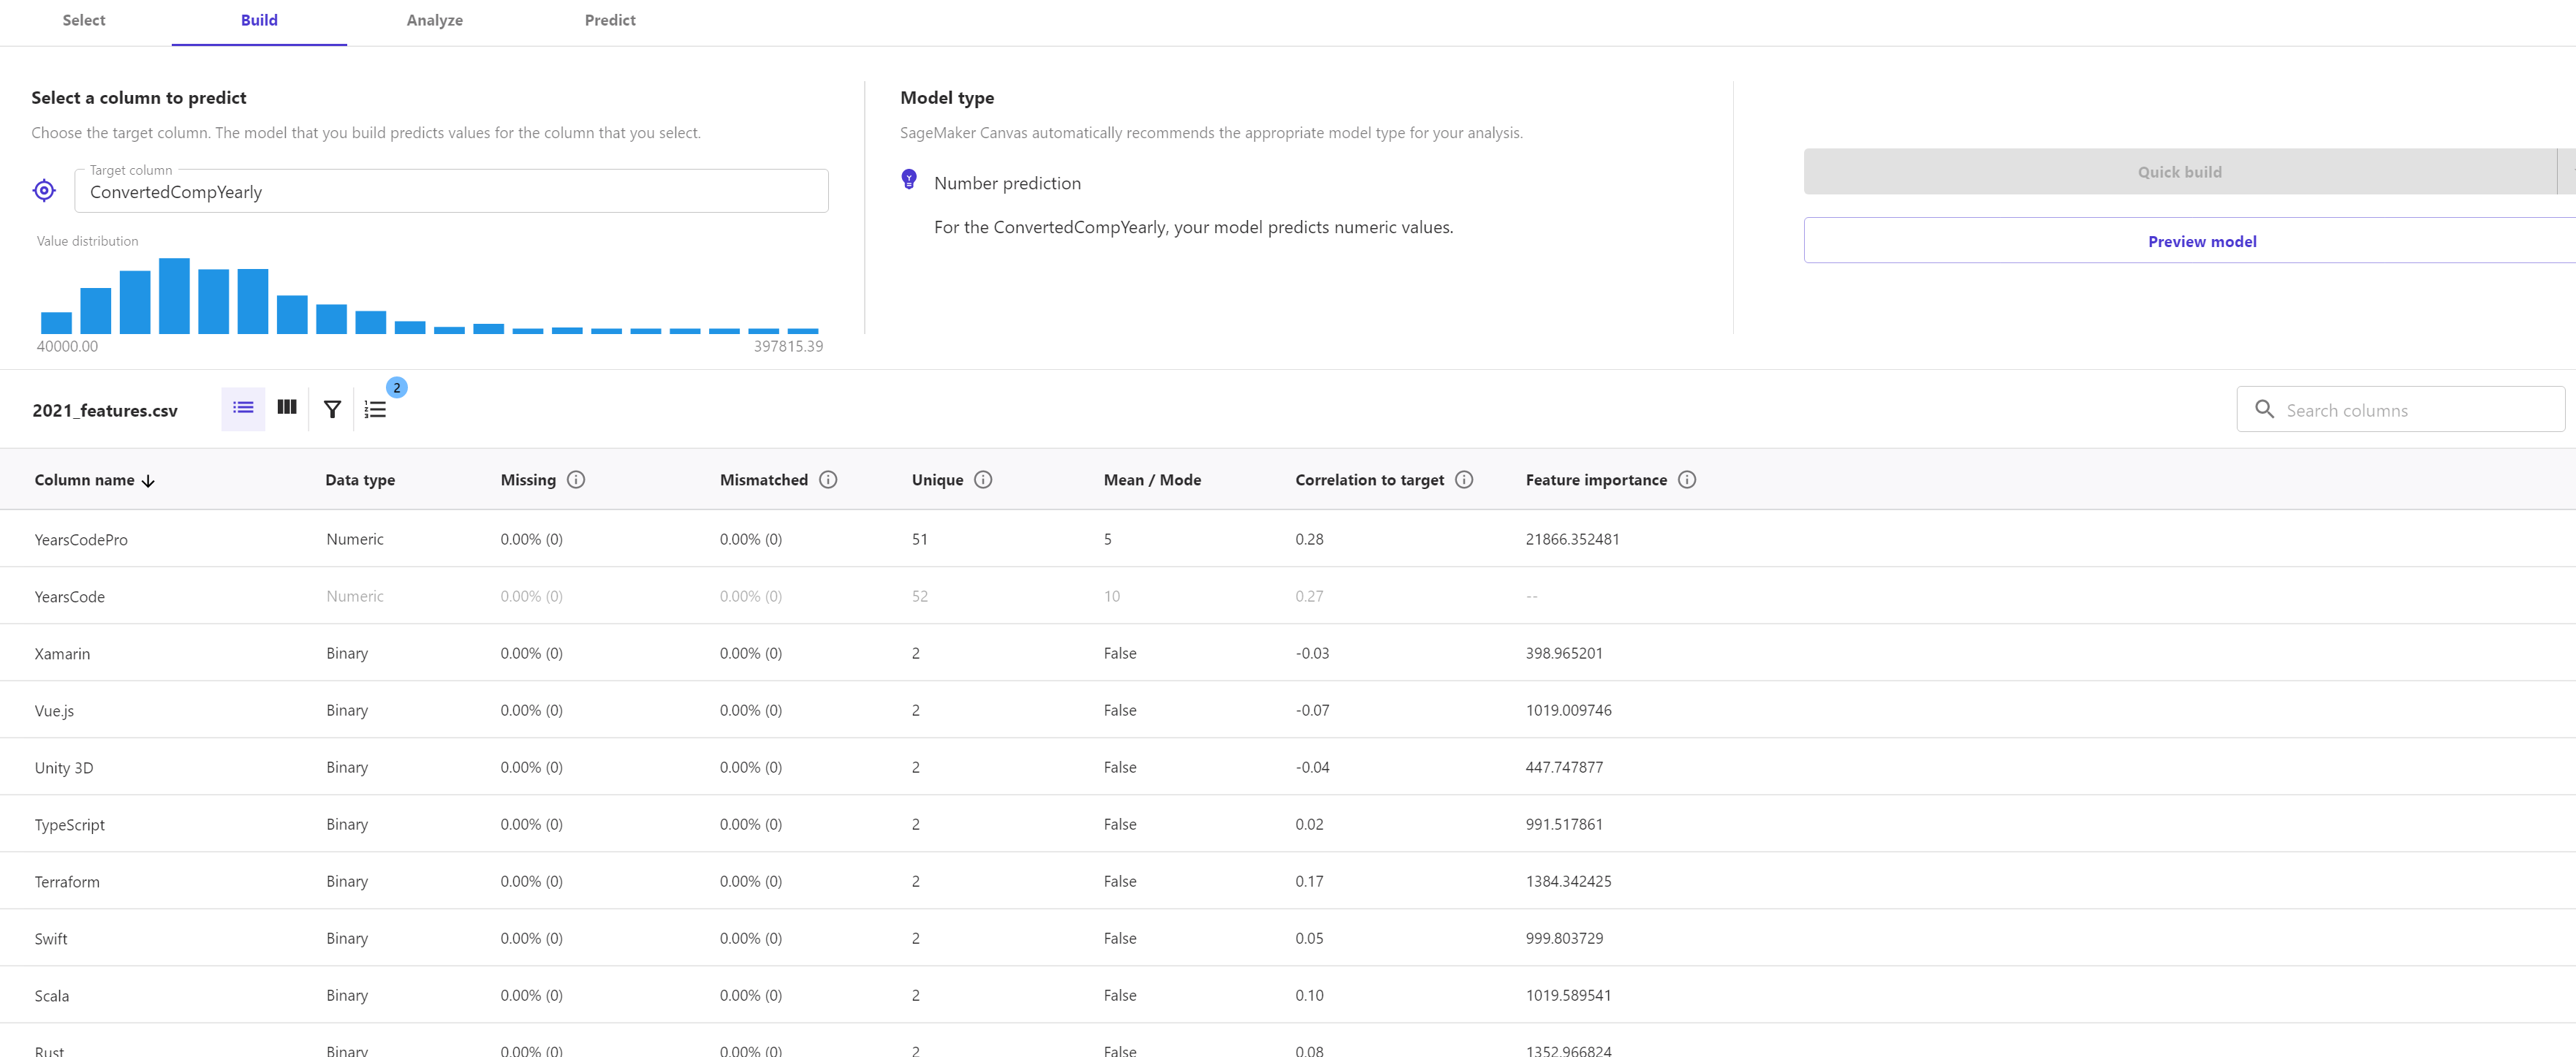 Select Build Analyze Predict
Select a column to predict
Choose the target column. The model that you build predicts values for the column that you select.
Target column
ConvertedCompYearly
Value distribution
40000.00 397815.39
Model type
SageMaker Canvas automatically recommends the appropriate model type for your analysis.
Number prediction
For the ConvertedCompYearly, your model predicts numeric values.
Quick build
Preview model
2021_features.csv 2 Search columns
Column name Data type Missing Mismatched Unique Mean / Mode Correlation to target Feature importance
YearsCodePro Numeric 0.00% (0) 0.00% (0) 51 5 0.28 21866.352481
YearsCode Numeric 0.00% (0) 0.00% (0) 52 10 0.27 --
Xamarin Binary 0.00% (0) 0.00% (0) 2 False -0.03 398.965201
Vue.js Binary 0.00% (0) 0.00% (0) 2 False -0.07 1019.009746
Unity 3D Binary 0.00% (0) 0.00% (0) 2 False -0.04 447.747877
TypeScript Binary 0.00% (0) 0.00% (0) 2 False 0.02 991.517861
Terraform Binary 0.00% (0) 0.00% (0) 2 False 0.17 1384.342425
Swift Binary 0.00% (0) 0.00% (0) 2 False 0.05 999.803729
Scala Binary 0.00% (0) 0.00% (0) 2 False 0.10 1019.589541
Rust Binary 0.00% (0) 0.00% (0) 2 False 0.08 1352.966824